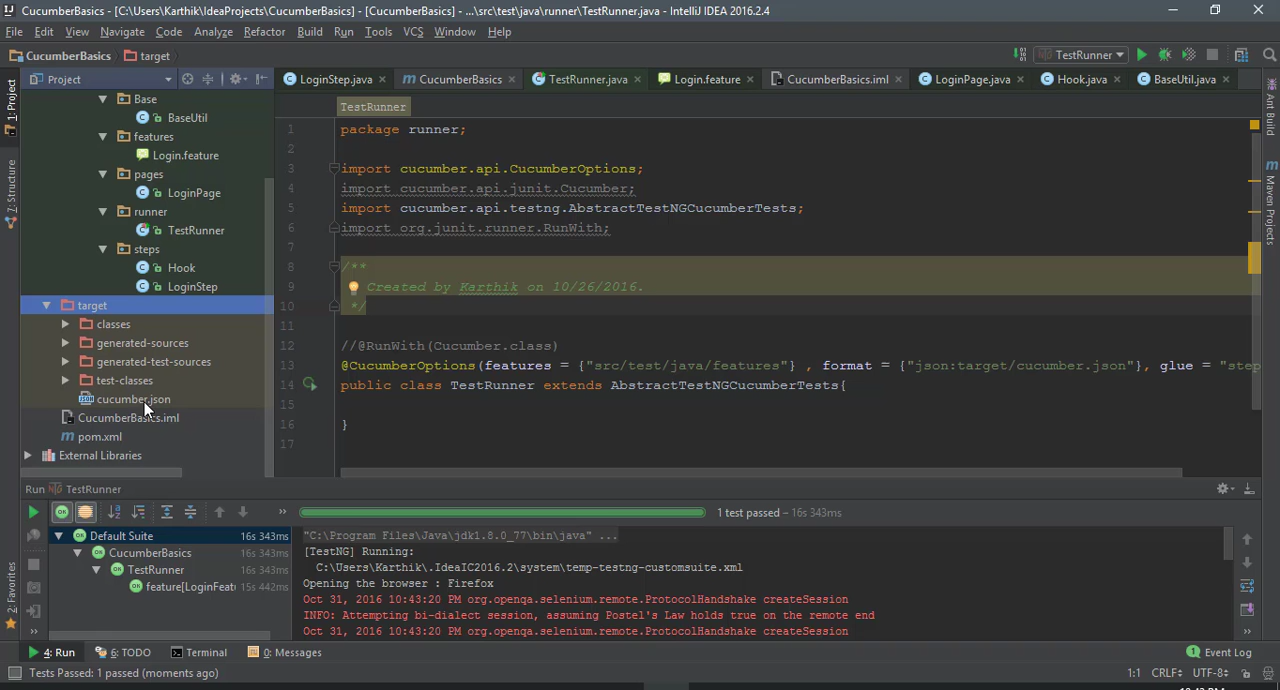 CucumberBasics - [C:\Users\Karthik\IdeaProjects\CucumberBasics] - [CucumberBasics] - ...\src\test\java\runner\TestRunner.java - IntelliJ IDEA 2016.2.4
File Edit View Navigate Code Analyze Refactor Build Run Tools VCS Window Help
CucumberBasics target TestRunner
Project LoginStep.java CucumberBasics TestRunner.java Login.feature CucumberBasics.iml LoginPage.java Hook.java BaseUtil.java
1: Project
7: Structure
2: Favorites
Base
BaseUtil
features
Login.feature
pages
LoginPage
runner
TestRunner
steps
Hook
LoginStep
target
classes
generated-sources
generated-test-sources
test-classes
cucumber.json
CucumberBasics.iml
pom.xml
External Libraries
TestRunner
1 package runner;
2
3 import cucumber.api.CucumberOptions;
4 import cucumber.api.junit.Cucumber;
5 import cucumber.api.testng.AbstractTestNGCucumberTests;
6 import org.junit.runner.RunWith;
7
8 /**
9 Created by Karthik on 10/26/2016.
10 */
11
12 //@RunWith(Cucumber.class)
13 @CucumberOptions(features = {"src/test/java/features"} , format = {"json:target/cucumber.json"}, glue = "step
14 public class TestRunner extends AbstractTestNGCucumberTests{
15
16 }
17
Ant Build
Maven Projects
Run TestRunner
1 test passed – 16s 343ms
Default Suite 16s 343ms
CucumberBasics 16s 343ms
TestRunner 16s 343ms
feature[LoginFeat 15s 442ms
"C:\Program Files\Java\jdk1.8.0_77\bin\java" ...
[TestNG] Running:
C:\Users\Karthik\.IdeaIC2016.2\system\temp-testng-customsuite.xml
Opening the browser : Firefox
Oct 31, 2016 10:43:20 PM org.openqa.selenium.remote.ProtocolHandshake createSession
INFO: Attempting bi-dialect session, assuming Postel's Law holds true on the remote end
Oct 31, 2016 10:43:20 PM org.openqa.selenium.remote.ProtocolHandshake createSession
4: Run 6: TODO Terminal 0: Messages 1 Event Log
Tests Passed: 1 passed (moments ago) 1:1 CRLF UTF-8